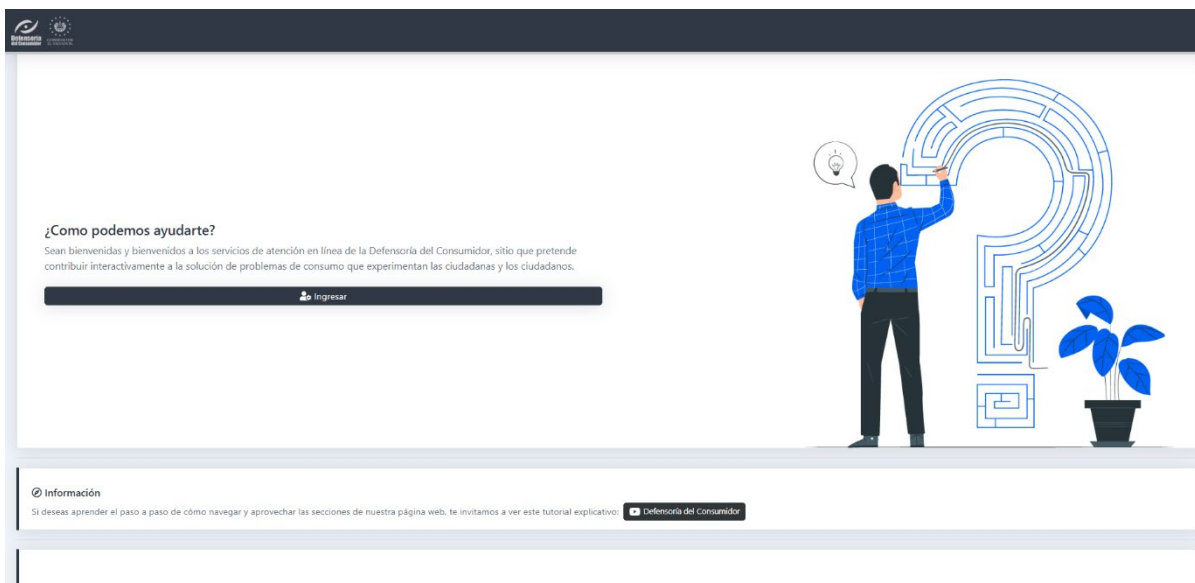 Defensoría
del Consumidor
¿Como podemos ayudarte?
Sean bienvenidas y bienvenidos a los servicios de atención en línea de la Defensoría del Consumidor, sitio que pretende
contribuir interactivamente a la solución de problemas de consumo que experimentan las ciudadanas y los ciudadanos.
Ingresar
Información
Si deseas aprender el paso a paso de cómo navegar y aprovechar las secciones de nuestra página web, te invitamos a ver este tutorial explicativo: Defensoría del Consumidor